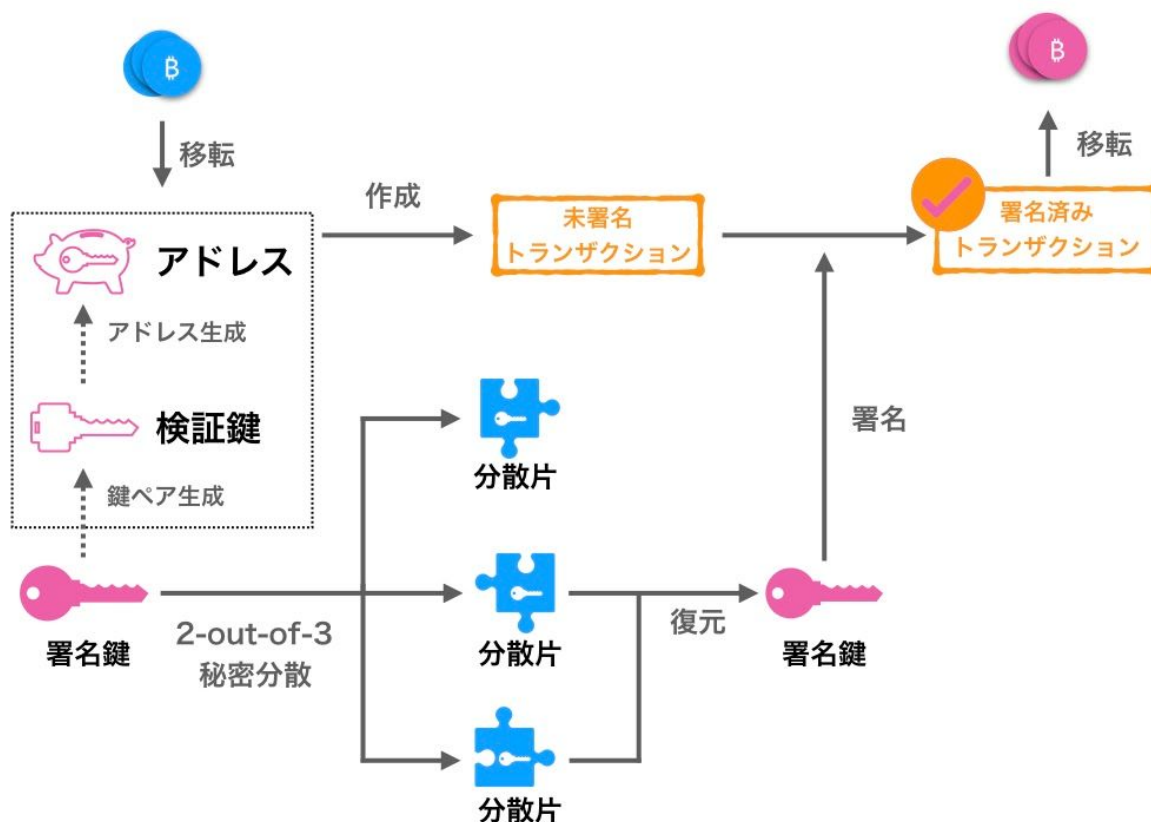 ₿
₿
移転
移転
作成
未署名
トランザクション
署名済み
トランザクション
アドレス
アドレス生成
検証鍵
鍵ペア生成
分散片
署名
署名鍵
2-out-of-3
秘密分散
分散片
復元
署名鍵
分散片